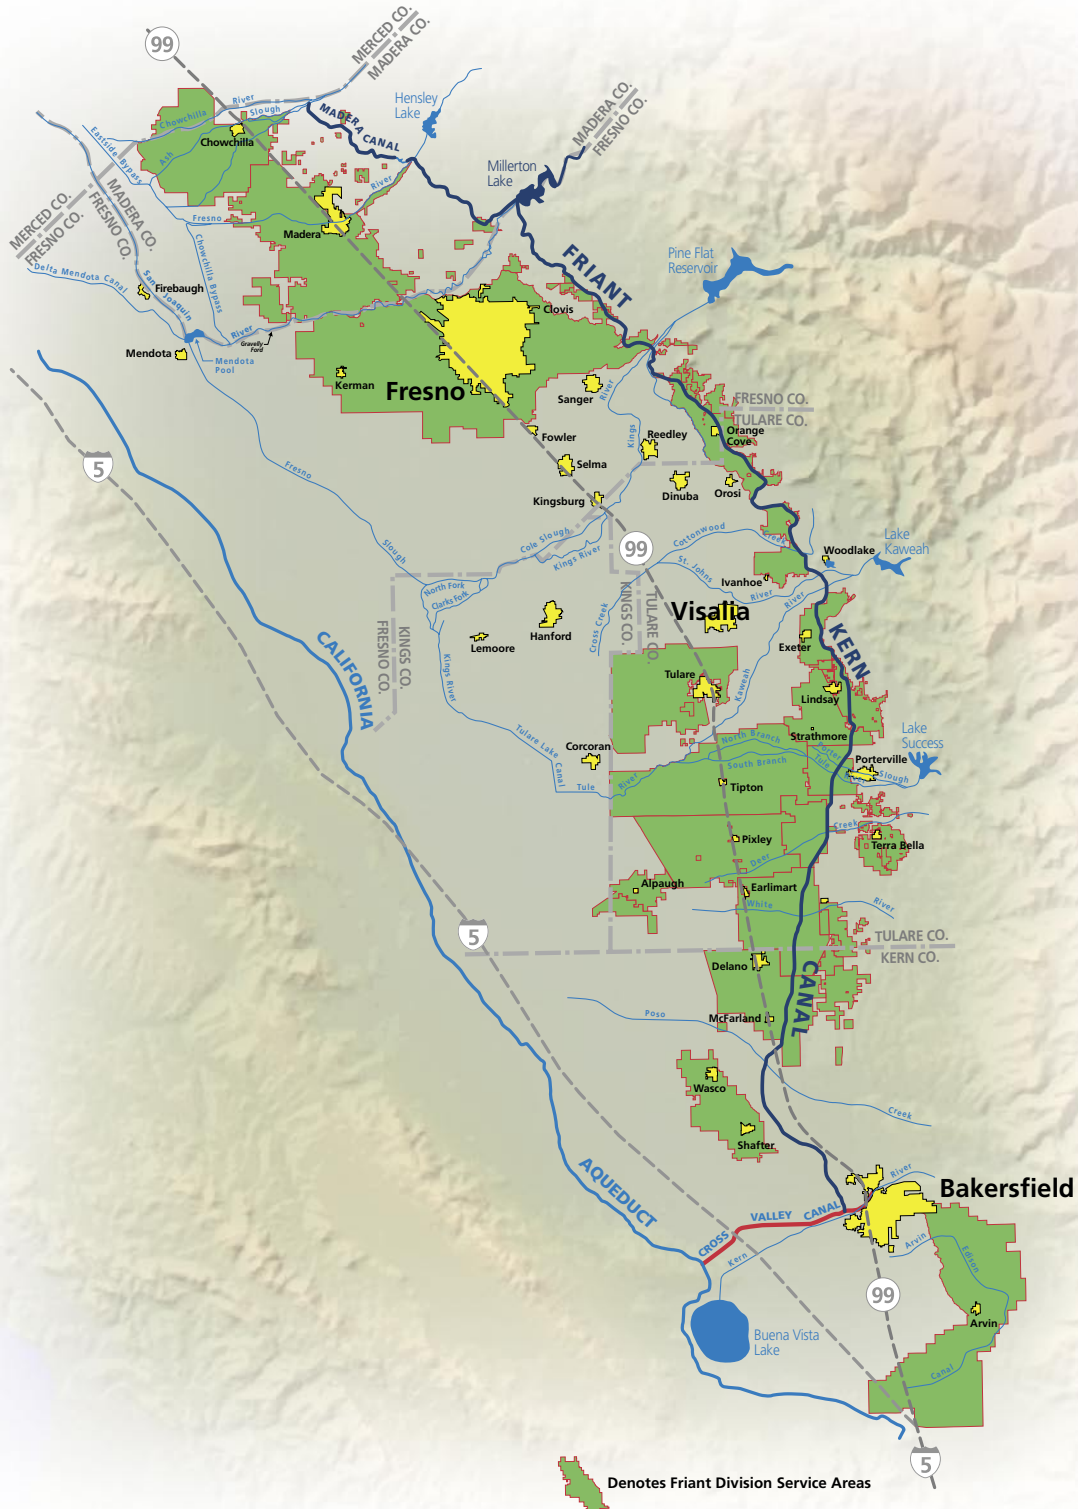 MERCED CO.
MADERA CO.
99
River
Slough
Chowchilla
Chowchilla
Ash
Eastside Bypass
MADERA CANAL
Hensley
Lake
MADERA CO.
FRESNO CO.
Millerton
Lake
River
MERCED CO.
FRESNO CO.
MADERA CO.
FRESNO CO.
Fresno
Madera
Chowchilla Bypass
FRIANT
Pine Flat
Reservoir
Delta Mendota Canal
San Joaquin
Firebaugh
River
Gravelly
Ford
Mendota
Mendota
Pool
Clovis
Kerman
Fresno
Sanger
River
Kings
FRESNO CO.
TULARE CO.
Orange
Cove
Fowler
Reedley
5
Selma
Fresno
Slough
Kingsburg
Dinuba
Orosi
Cole Slough
Kings River
99
Cottonwood
Creek
Lake
Kaweah
Woodlake
St. Johns
River
Ivanhoe
River
North Fork
Clarks Fork
KINGS CO.
TULARE CO.
Cross Creek
Visalia
KERN
KINGS CO.
FRESNO CO.
CALIFORNIA
Hanford
Lemoore
Exeter
Kings River
Tulare
Kaweah
Lindsay
Tulare Lake
Canal
Corcoran
North Branch
South Branch
Strathmore
Porter
Slough
Tule
River
Lake
Success
Porterville
Tule
River
Tipton
Pixley
Creek
Deer
Terra Bella
Alpaugh
Earlimart
White
River
5
TULARE CO.
KERN CO.
Delano
CANAL
Poso
McFarland
Wasco
Creek
Shafter
AQUEDUCT
River
Bakersfield
CROSS
VALLEY
CANAL
Kern
Arvin
Edison
99
Arvin
Buena Vista
Lake
Canal
5
Denotes Friant Division Service Areas